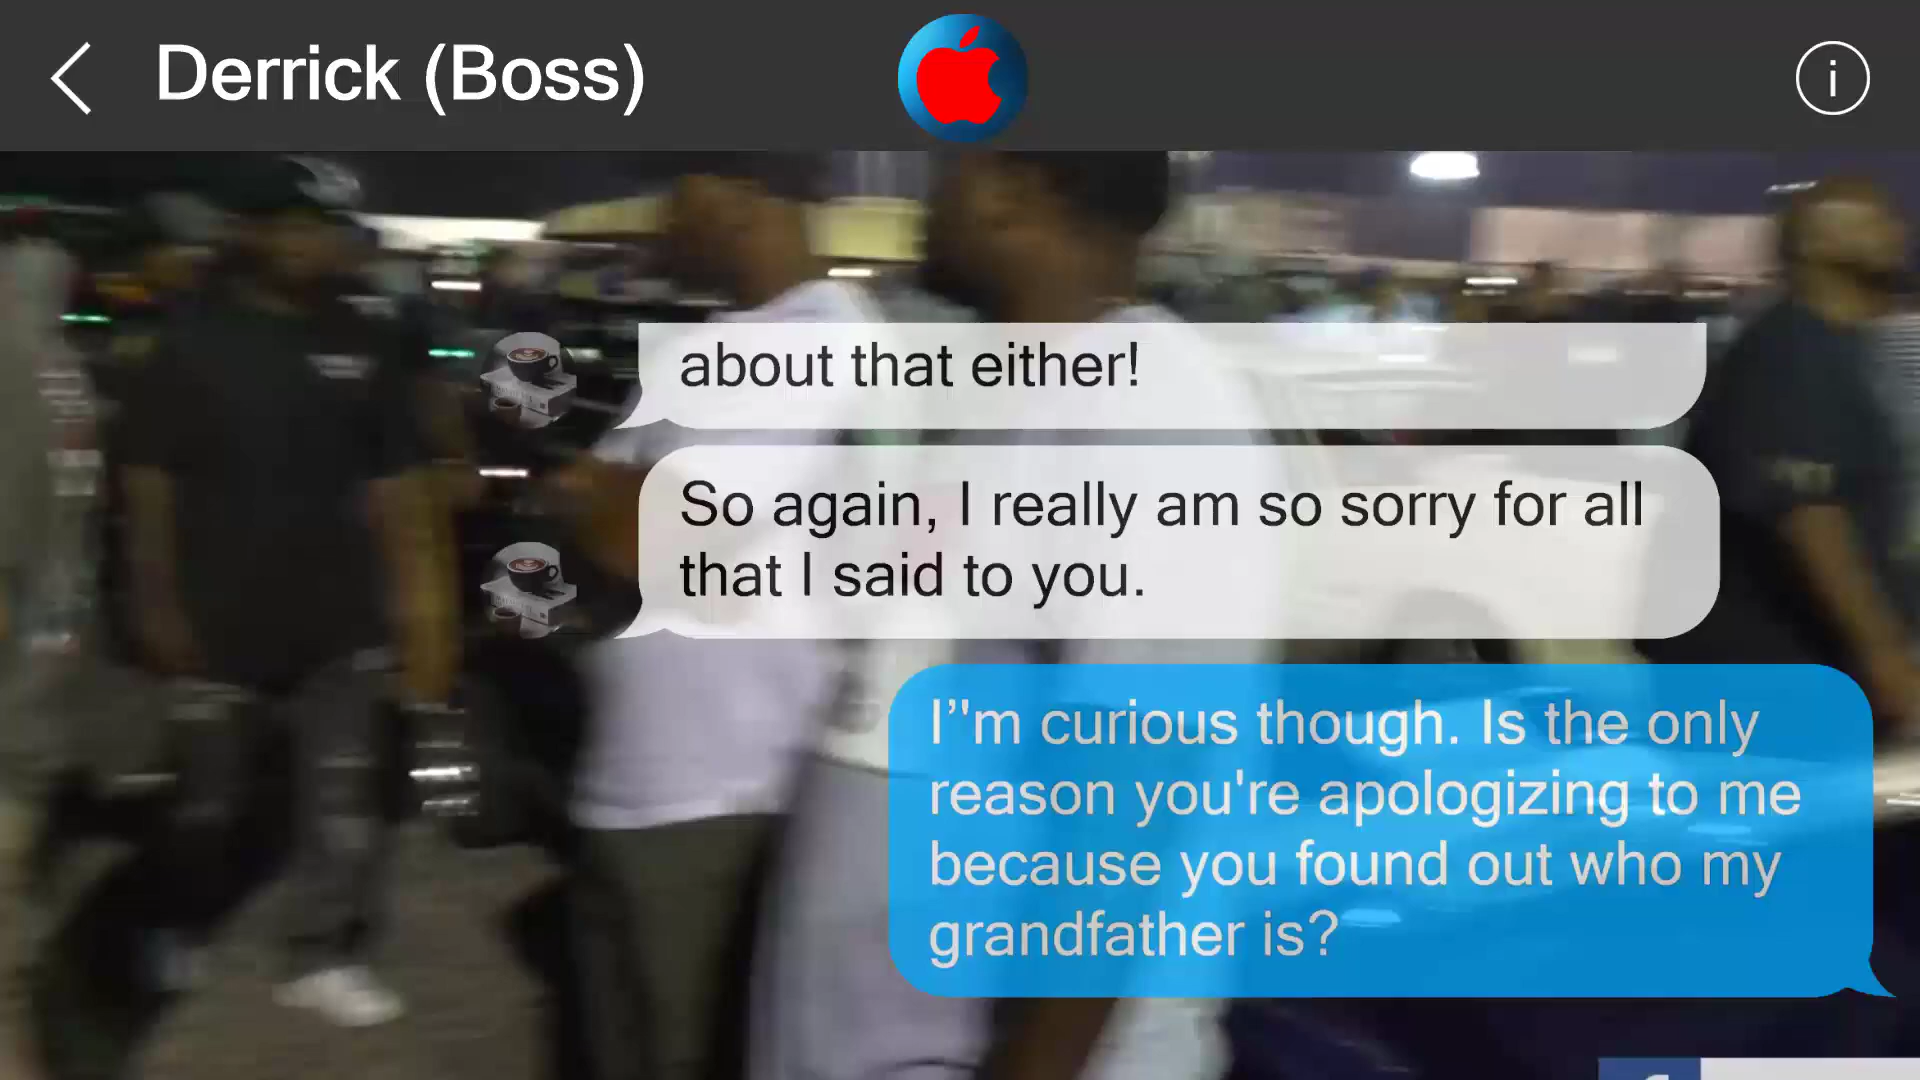 Derrick (Boss)
about that either!
So again, I really am so sorry for all
that I said to you.
I”"m curious though. Is the only
reason you're apologizing to me
because you found out who my
grandfather is?